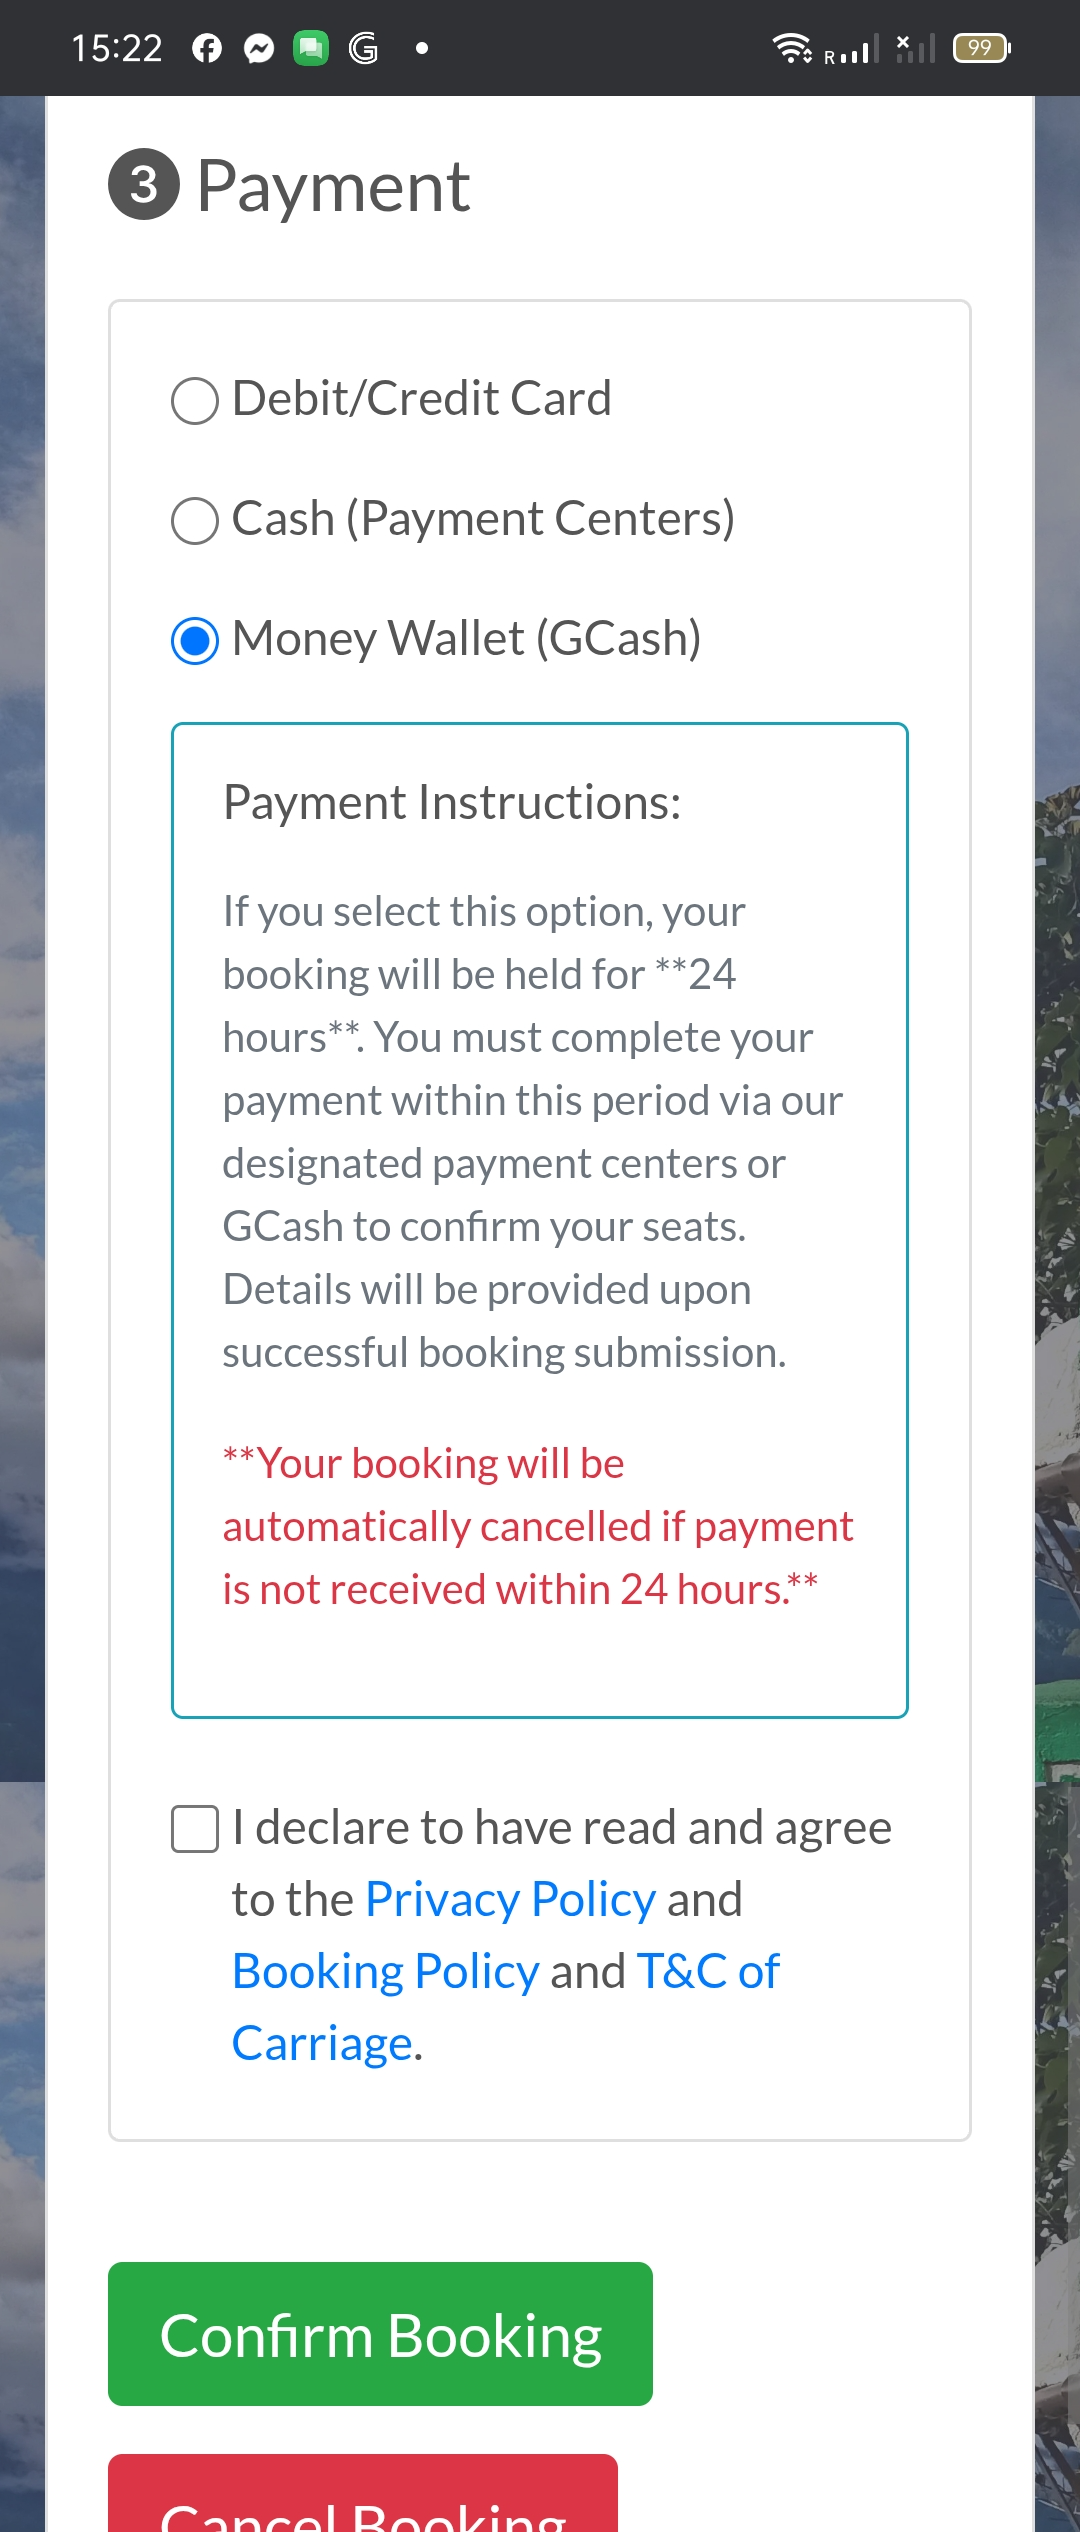 15:22
R
99
3 Payment
Debit/Credit Card
Cash (Payment Centers)
Money Wallet (GCash)
Payment Instructions:
If you select this option, your
booking will be held for **24
hours**. You must complete your
payment within this period via our
designated payment centers or
GCash to confirm your seats.
Details will be provided upon
successful booking submission.
**Your booking will be
automatically cancelled if payment
is not received within 24 hours.**
I declare to have read and agree
to the Privacy Policy and
Booking Policy and T&C of
Carriage.
Confirm Booking
Cancel Booking